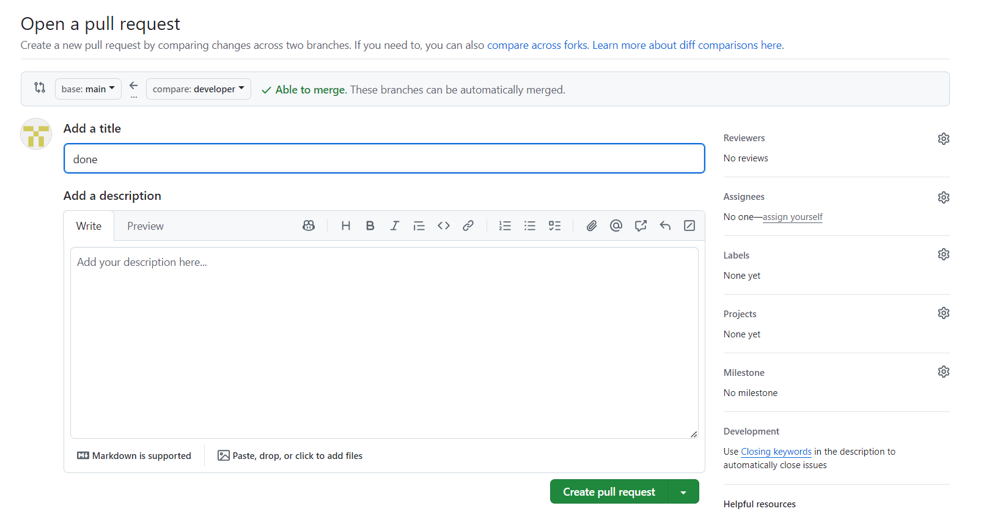 Open a pull request
Create a new pull request by comparing changes across two branches. If you need to, you can also compare across forks. Learn more about diff comparisons here.
base: main
...
compare: developer
Able to merge. These branches can be automatically merged.
Add a title
done
Add a description
Write
Preview
H B I
Add your description here...
Markdown is supported
Paste, drop, or click to add files
Create pull request
Reviewers
No reviews
Assignees
No one—assign yourself
Labels
None yet
Projects
None yet
Milestone
No milestone
Development
Use Closing keywords in the description to
automatically close issues
Helpful resources